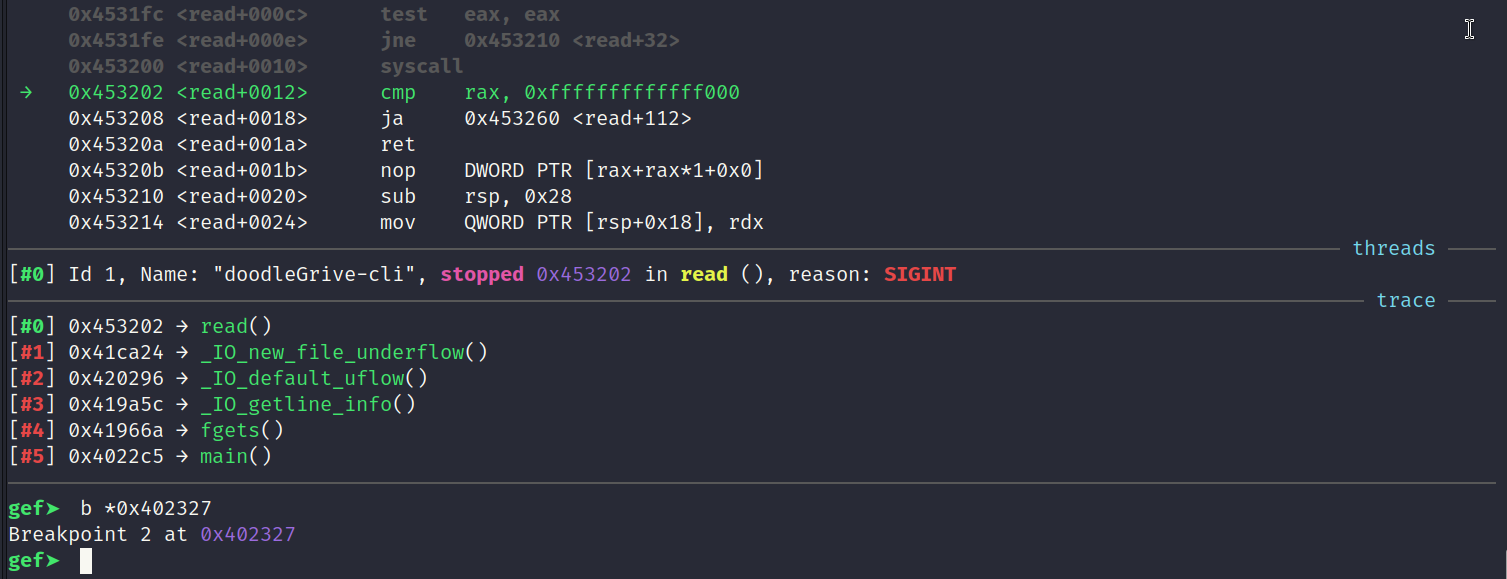 0x4531fc <read+000c> test eax, eax
0x4531fe <read+000e> jne 0x453210 <read+32>
0x453200 <read+0010> syscall
→ 0x453202 <read+0012> cmp rax, 0xfffffffffffff000
0x453208 <read+0018> ja 0x453260 <read+112>
0x45320a <read+001a> ret
0x45320b <read+001b> nop DWORD PTR [rax+rax*1+0x0]
0x453210 <read+0020> sub rsp, 0x28
0x453214 <read+0024> mov QWORD PTR [rsp+0x18], rdx
threads
[#0] Id 1, Name: "doodleGrive-cli", stopped 0x453202 in read (), reason: SIGINT
trace
[#0] 0x453202 → read()
[#1] 0x41ca24 → _IO_new_file_underflow()
[#2] 0x420296 → _IO_default_uflow()
[#3] 0x419a5c → _IO_getline_info()
[#4] 0x41966a → fgets()
[#5] 0x4022c5 → main()
gef➤ b *0x402327
Breakpoint 2 at 0x402327
gef➤